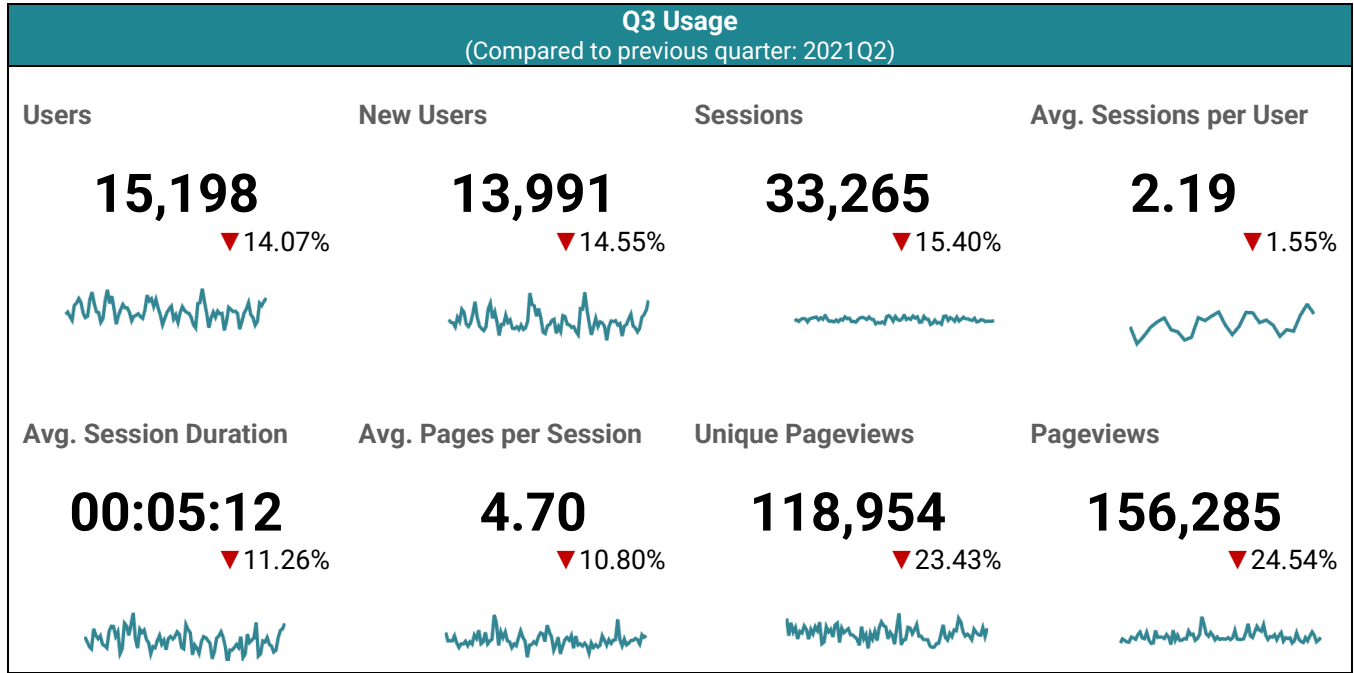 Q3 Usage
(Compared to previous quarter: 2021Q2)
Users
15,198
▼14.07%
New Users
13,991
▼14.55%
Sessions
33,265
▼15.40%
Avg. Sessions per User
2.19
▼1.55%
Avg. Session Duration
00:05:12
▼11.26%
Avg. Pages per Session
4.70
▼10.80%
Unique Pageviews
118,954
▼23.43%
Pageviews
156,285
▼24.54%